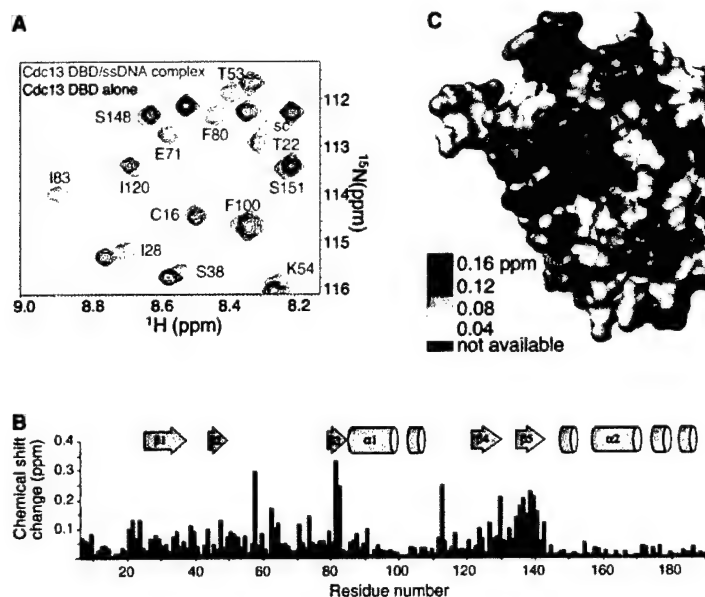 A
Cdc13 DBD/ssDNA complex
Cdc13 DBD alone
T53
S148
F80
T22
E71
I83
I120
S151
C16
F100
I28
S38
K54
112
113
114
115
116
¹⁵N(ppm)
9.0 8.8 8.6 8.4 8.2
¹H (ppm)
C
0.16 ppm
0.12
0.08
0.04
not available
B
β1 α1 β4 β5 α2
Chemical shift
change (ppm)
0.4
0.3
0.2
0.1
20 40 60 80 100 120 140 160 180
Residue number